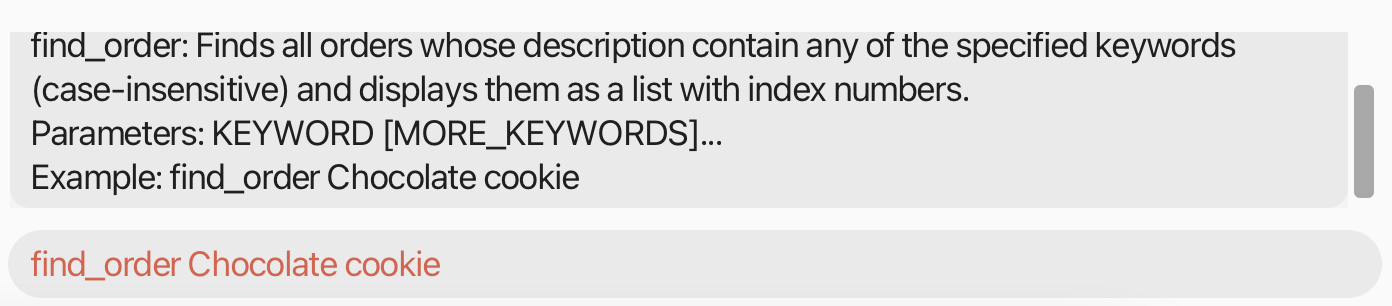 find_order: Finds all orders whose description contain any of the specified keywords
(case-insensitive) and displays them as a list with index numbers.
Parameters: KEYWORD [MORE_KEYWORDS]...
Example: find_order Chocolate cookie
find_order Chocolate cookie